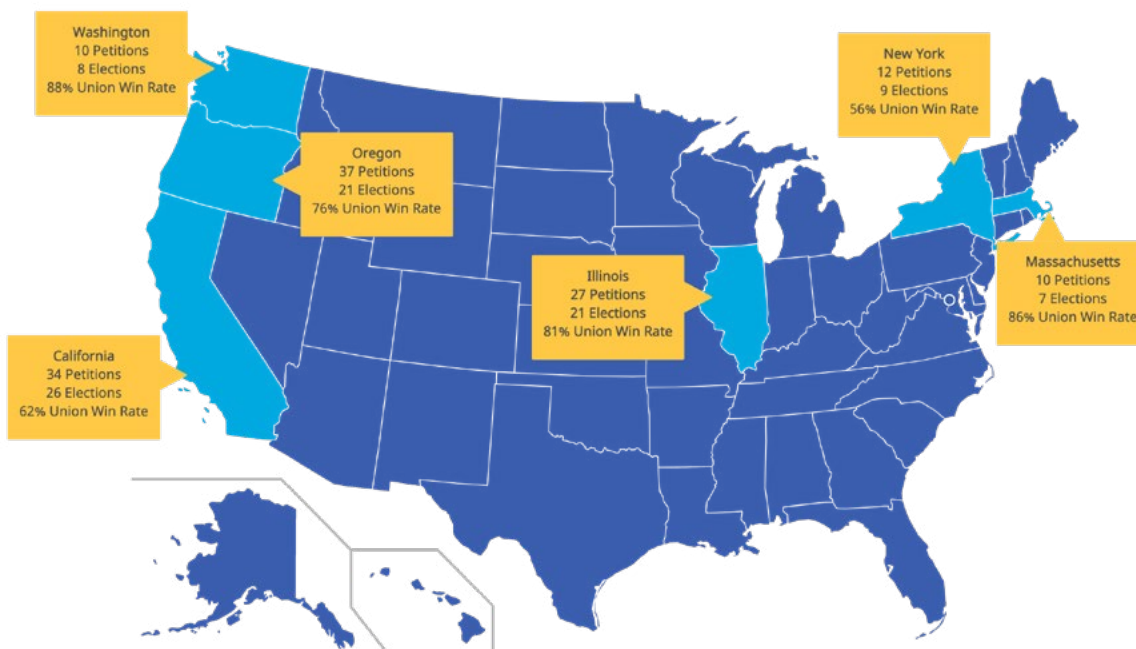 Washington
10 Petitions
8 Elections
88% Union Win Rate
New York
12 Petitions
9 Elections
56% Union Win Rate
Oregon
37 Petitions
21 Elections
76% Union Win Rate
Illinois
27 Petitions
21 Elections
81% Union Win Rate
Massachusetts
10 Petitions
7 Elections
86% Union Win Rate
California
34 Petitions
26 Elections
62% Union Win Rate